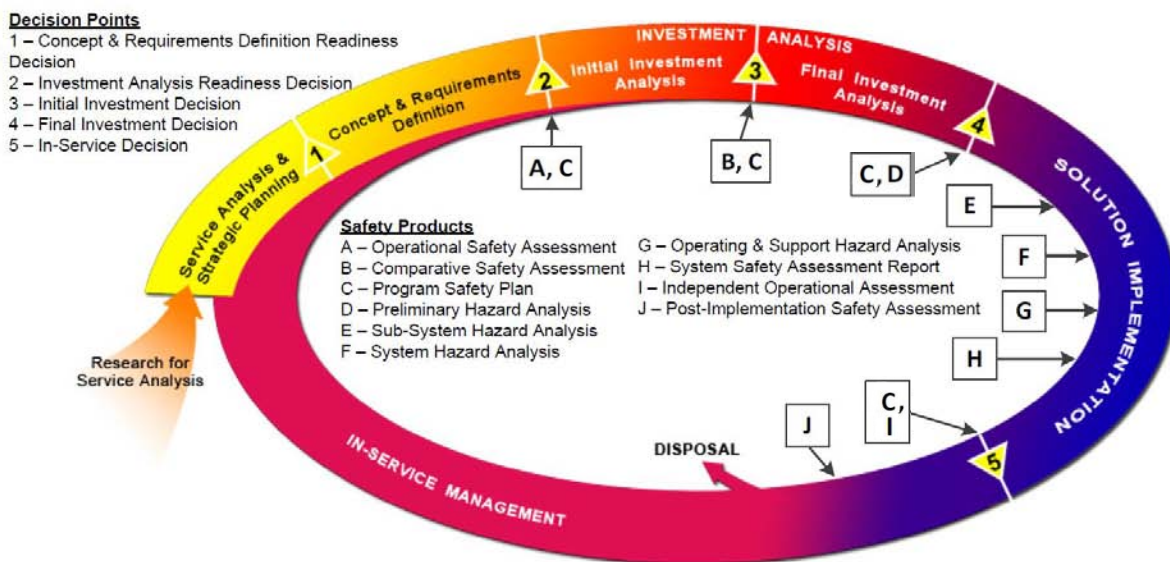 Decision Points
1 – Concept & Requirements Definition Readiness
Decision
2 – Investment Analysis Readiness Decision
3 – Initial Investment Decision
4 – Final Investment Decision
5 – In-Service Decision
INVESTMENT ANALYSIS
Service Analysis &
Strategic Planning
1
Concept & Requirements
Definition
2
Initial Investment
Analysis
3
Final Investment
Analysis
4
A, C
B, C
C, D
SOLUTION IMPLEMENTATION
E
F
G
H
C,
I
5
J
Safety Products
A – Operational Safety Assessment
B – Comparative Safety Assessment
C – Program Safety Plan
D – Preliminary Hazard Analysis
E – Sub-System Hazard Analysis
F – System Hazard Analysis
G – Operating & Support Hazard Analysis
H – System Safety Assessment Report
I – Independent Operational Assessment
J – Post-Implementation Safety Assessment
Research for
Service Analysis
DISPOSAL
IN-SERVICE MANAGEMENT